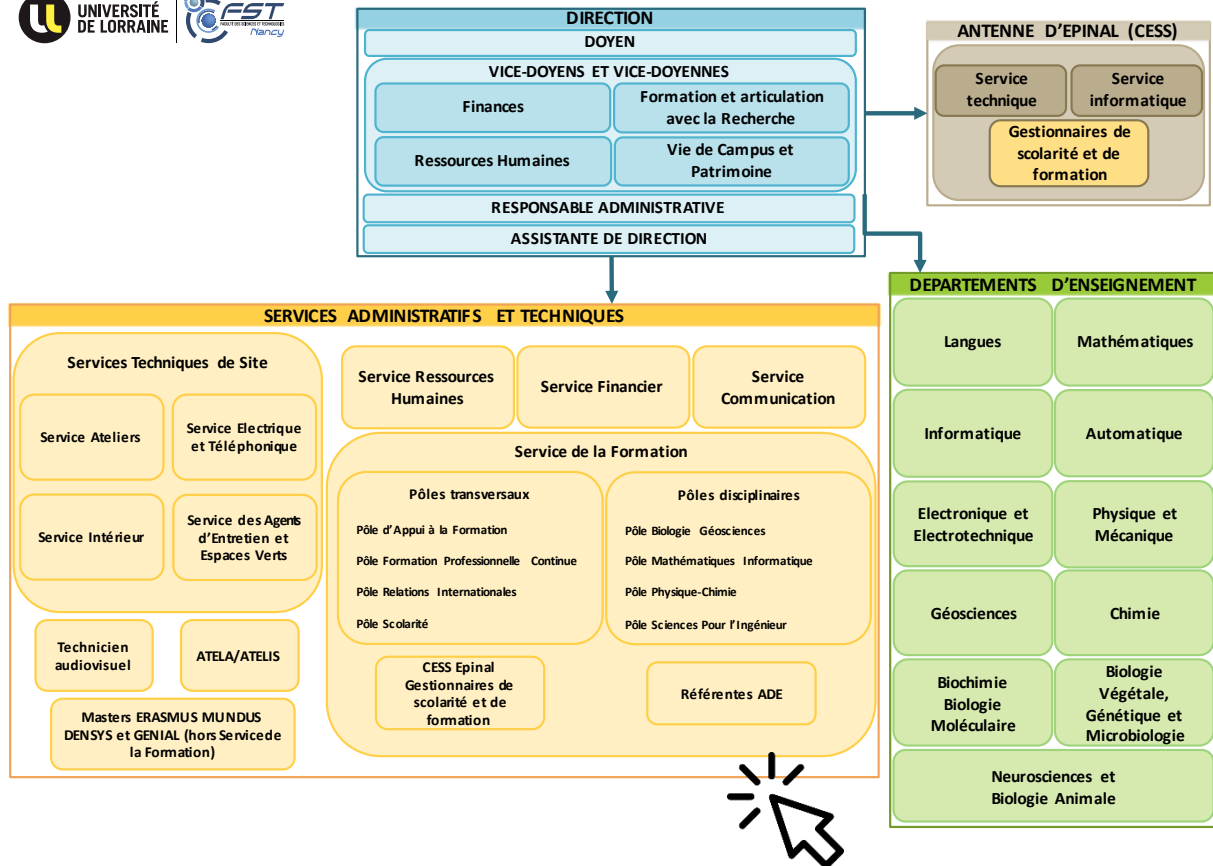 UNIVERSITÉ
DE LORRAINE
FST
FACULTÉ DES SCIENCES ET TECHNOLOGIES
Nancy
DIRECTION
DOYEN
VICE-DOYENS ET VICE-DOYENNES
Finances
Formation et articulation
avec la Recherche
Ressources Humaines
Vie de Campus et
Patrimoine
RESPONSABLE ADMINISTRATIVE
ASSISTANTE DE DIRECTION
ANTENNE D'EPINAL (CESS)
Service
technique
Service
informatique
Gestionnaires de
scolarité et de
formation
SERVICES ADMINISTRATIFS ET TECHNIQUES
Services Techniques de Site
Service Ateliers
Service Electrique
et Téléphonique
Service Intérieur
Service des Agents
d'Entretien et
Espaces Verts
Technicien
audiovisuel
ATELA/ATELIS
Masters ERASMUS MUNDUS
DENSYS et GENIAL (hors Service de
la Formation)
Service Ressources
Humaines
Service Financier
Service
Communication
Service de la Formation
Pôles transversaux
Pôle d'Appui à la Formation
Pôle Formation Professionnelle Continue
Pôle Relations Internationales
Pôle Scolarité
Pôles disciplinaires
Pôle Biologie Géosciences
Pôle Mathématiques Informatique
Pôle Physique-Chimie
Pôle Sciences Pour l'Ingénieur
CESS Epinal
Gestionnaires de
scolarité et de
formation
Référentes ADE
DEPARTEMENTS D'ENSEIGNEMENT
Langues
Mathématiques
Informatique
Automatique
Electronique et
Electrotechnique
Physique et
Mécanique
Géosciences
Chimie
Biochimie
Biologie
Moléculaire
Biologie
Végétale,
Génétique et
Microbiologie
Neurosciences et
Biologie Animale